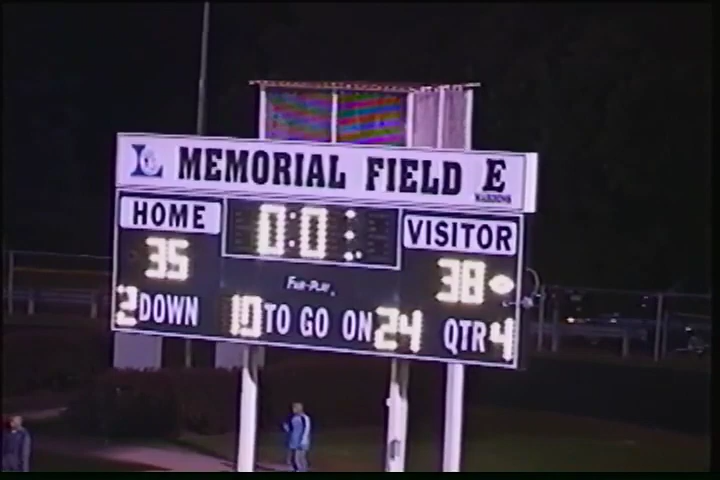 L MEMORIAL FIELD E
HOME 0:0 VISITOR
35 38
FAIR-PLAY
2 DOWN 10 TO GO ON 24 QTR 4